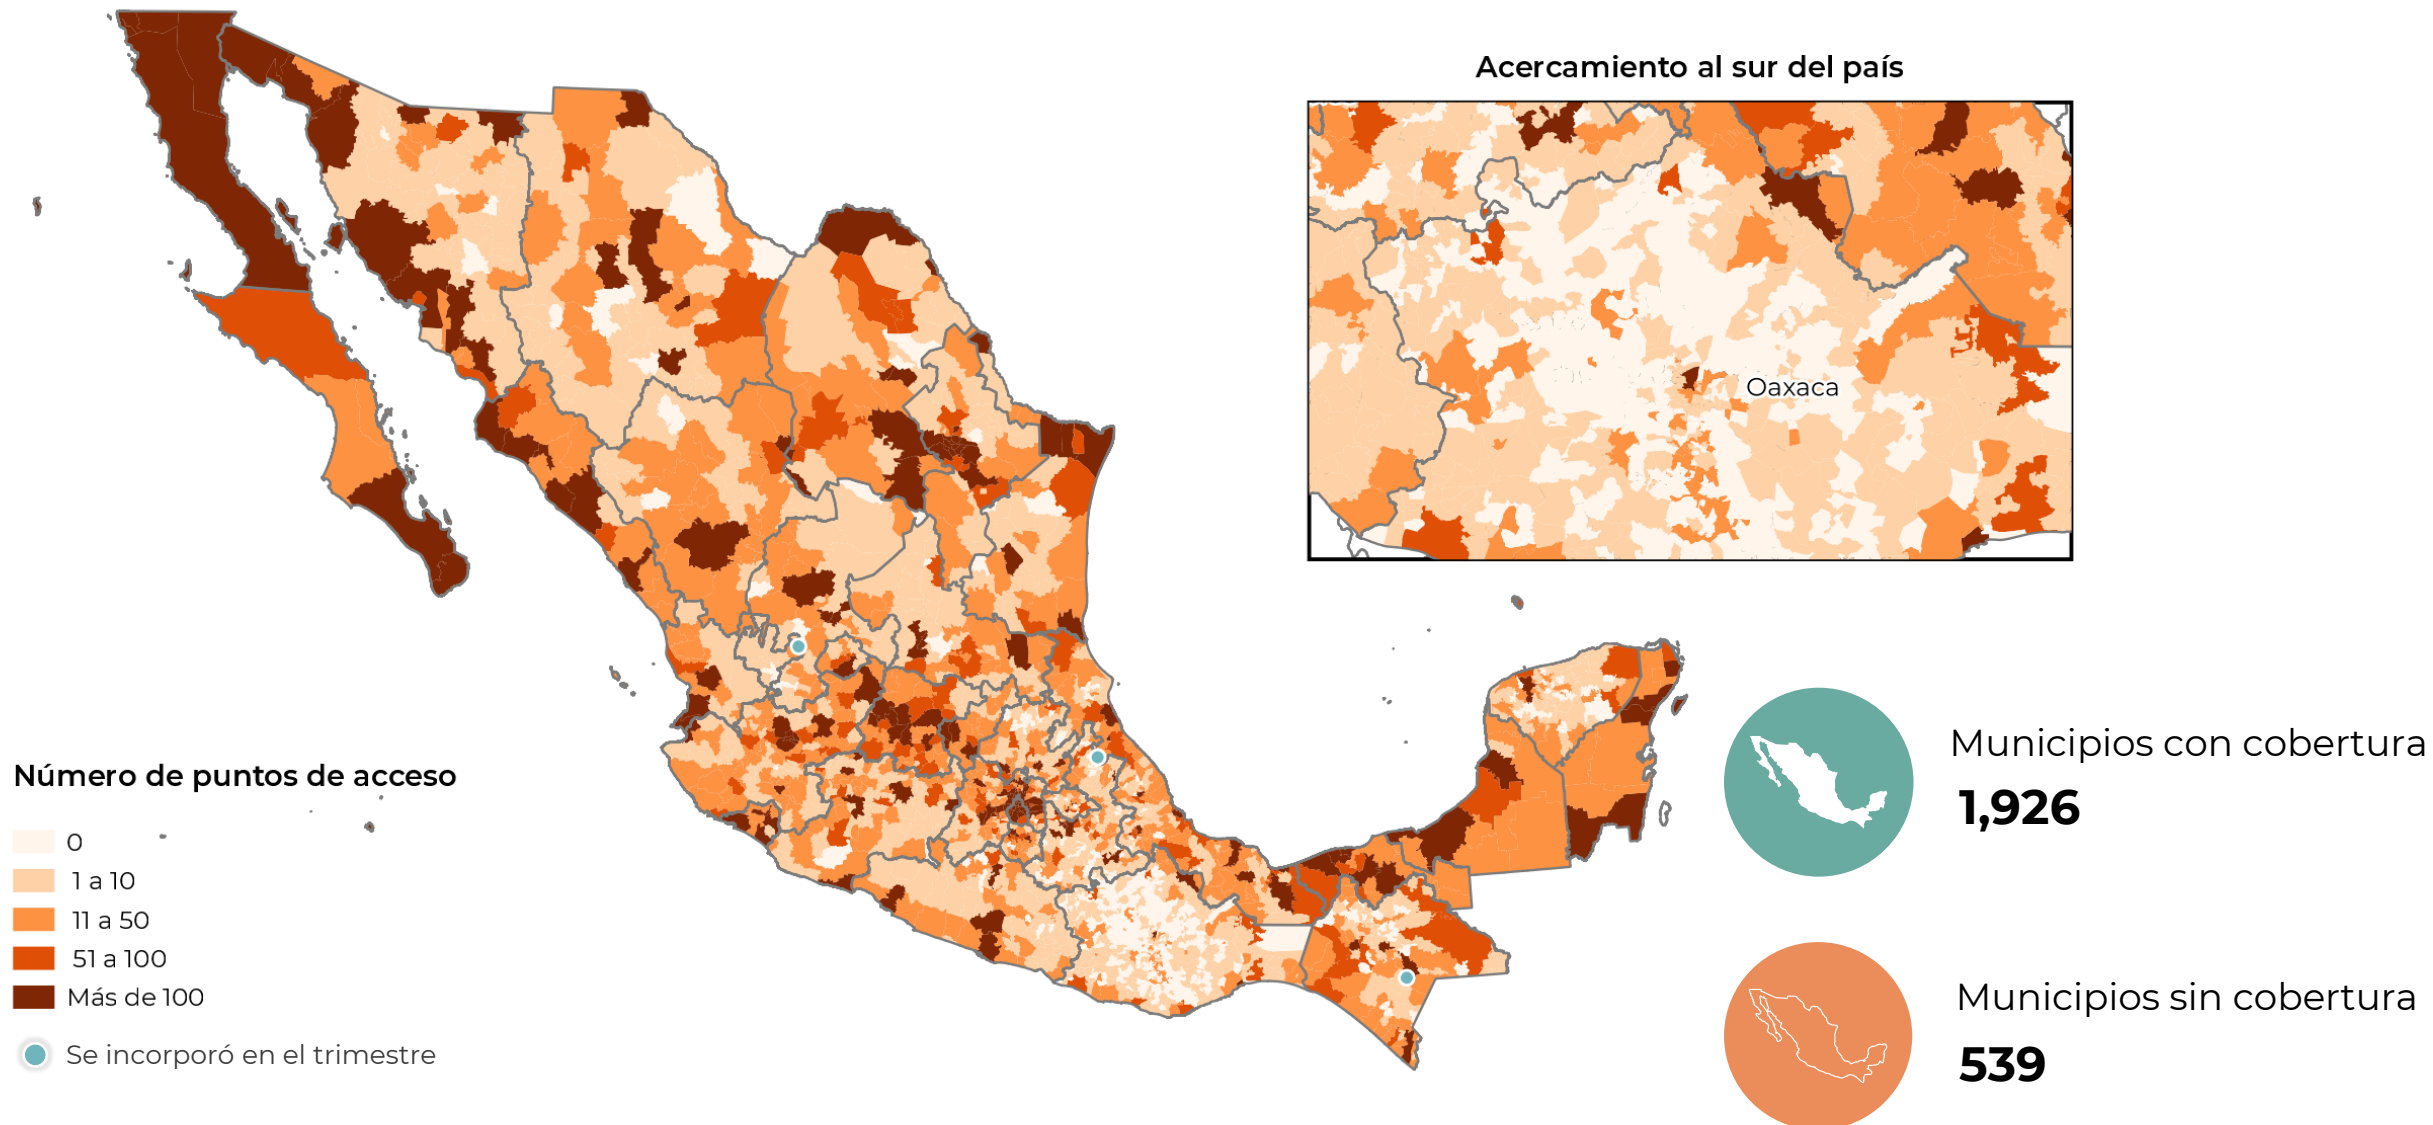 Acercamiento al sur del país
Oaxaca
Número de puntos de acceso
0
1 a 10
11 a 50
51 a 100
Más de 100
Se incorporó en el trimestre
Municipios con cobertura
1,926
Municipios sin cobertura
539